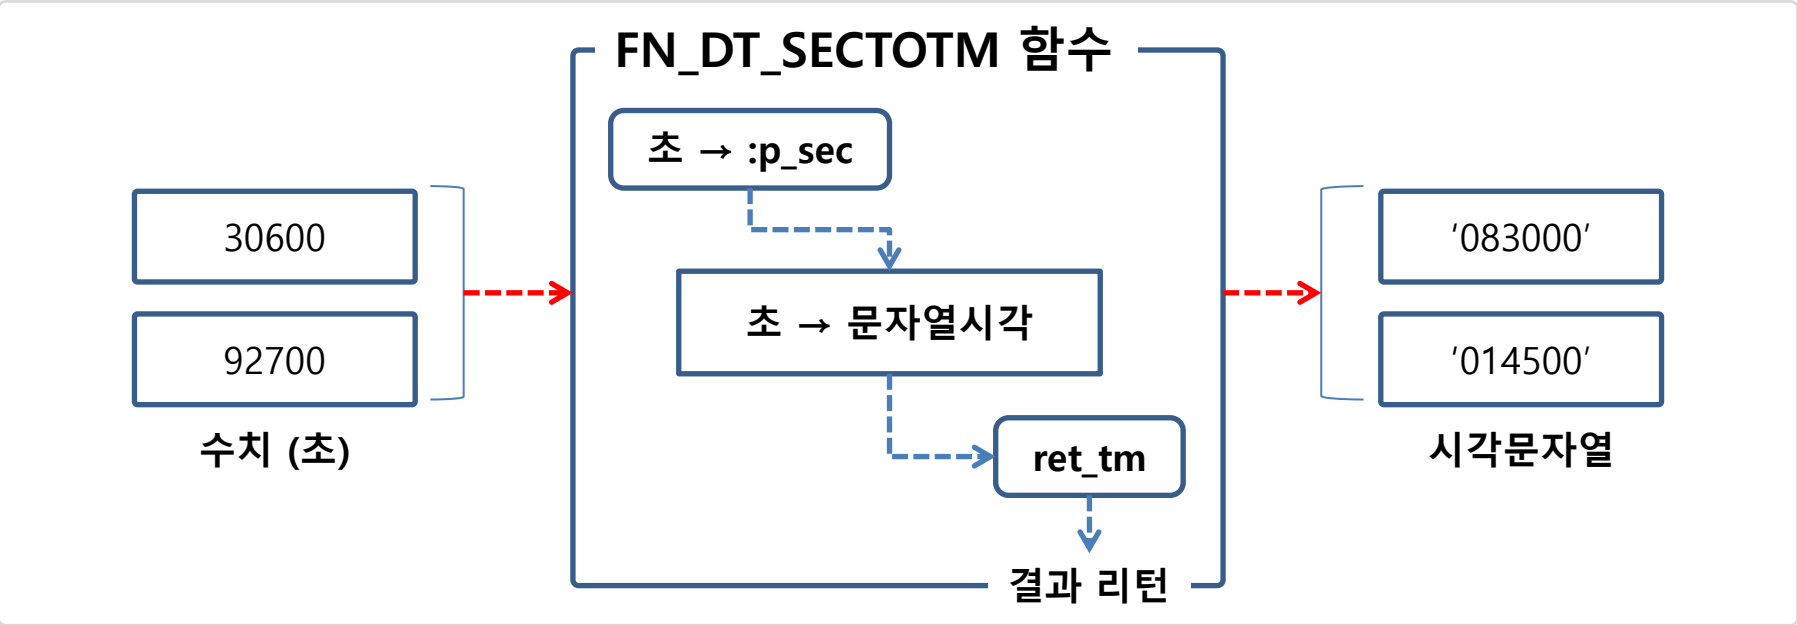 FN_DT_SECTOTM 함수
초 → :p_sec
30600
92700
수치 (초)
초 → 문자열시각
ret_tm
결과 리턴
‘083000’
‘014500’
시각문자열